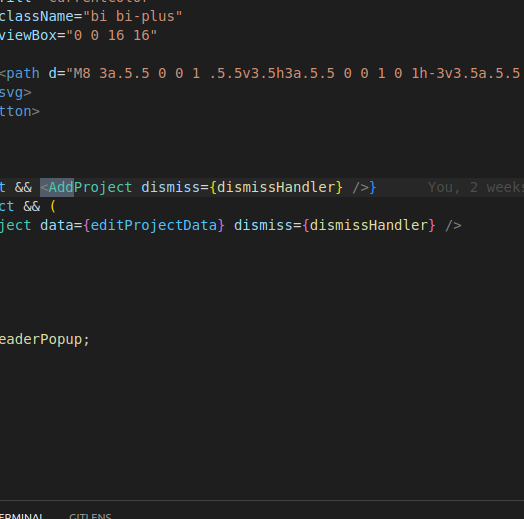 className="bi bi-plus"
viewBox="0 0 16 16"
<path d="M8 3a.5.5 0 0 1 .5.5v3.5h3a.5.5 0 0 1 0 1h-3v3.5a.5.5
svg>
tton>
t && <AddProject dismiss={dismissHandler} />} You, 2 weeks
ct && (
ject data={editProjectData} dismiss={dismissHandler} />
eaderPopup;
ERMINAL GITLENS